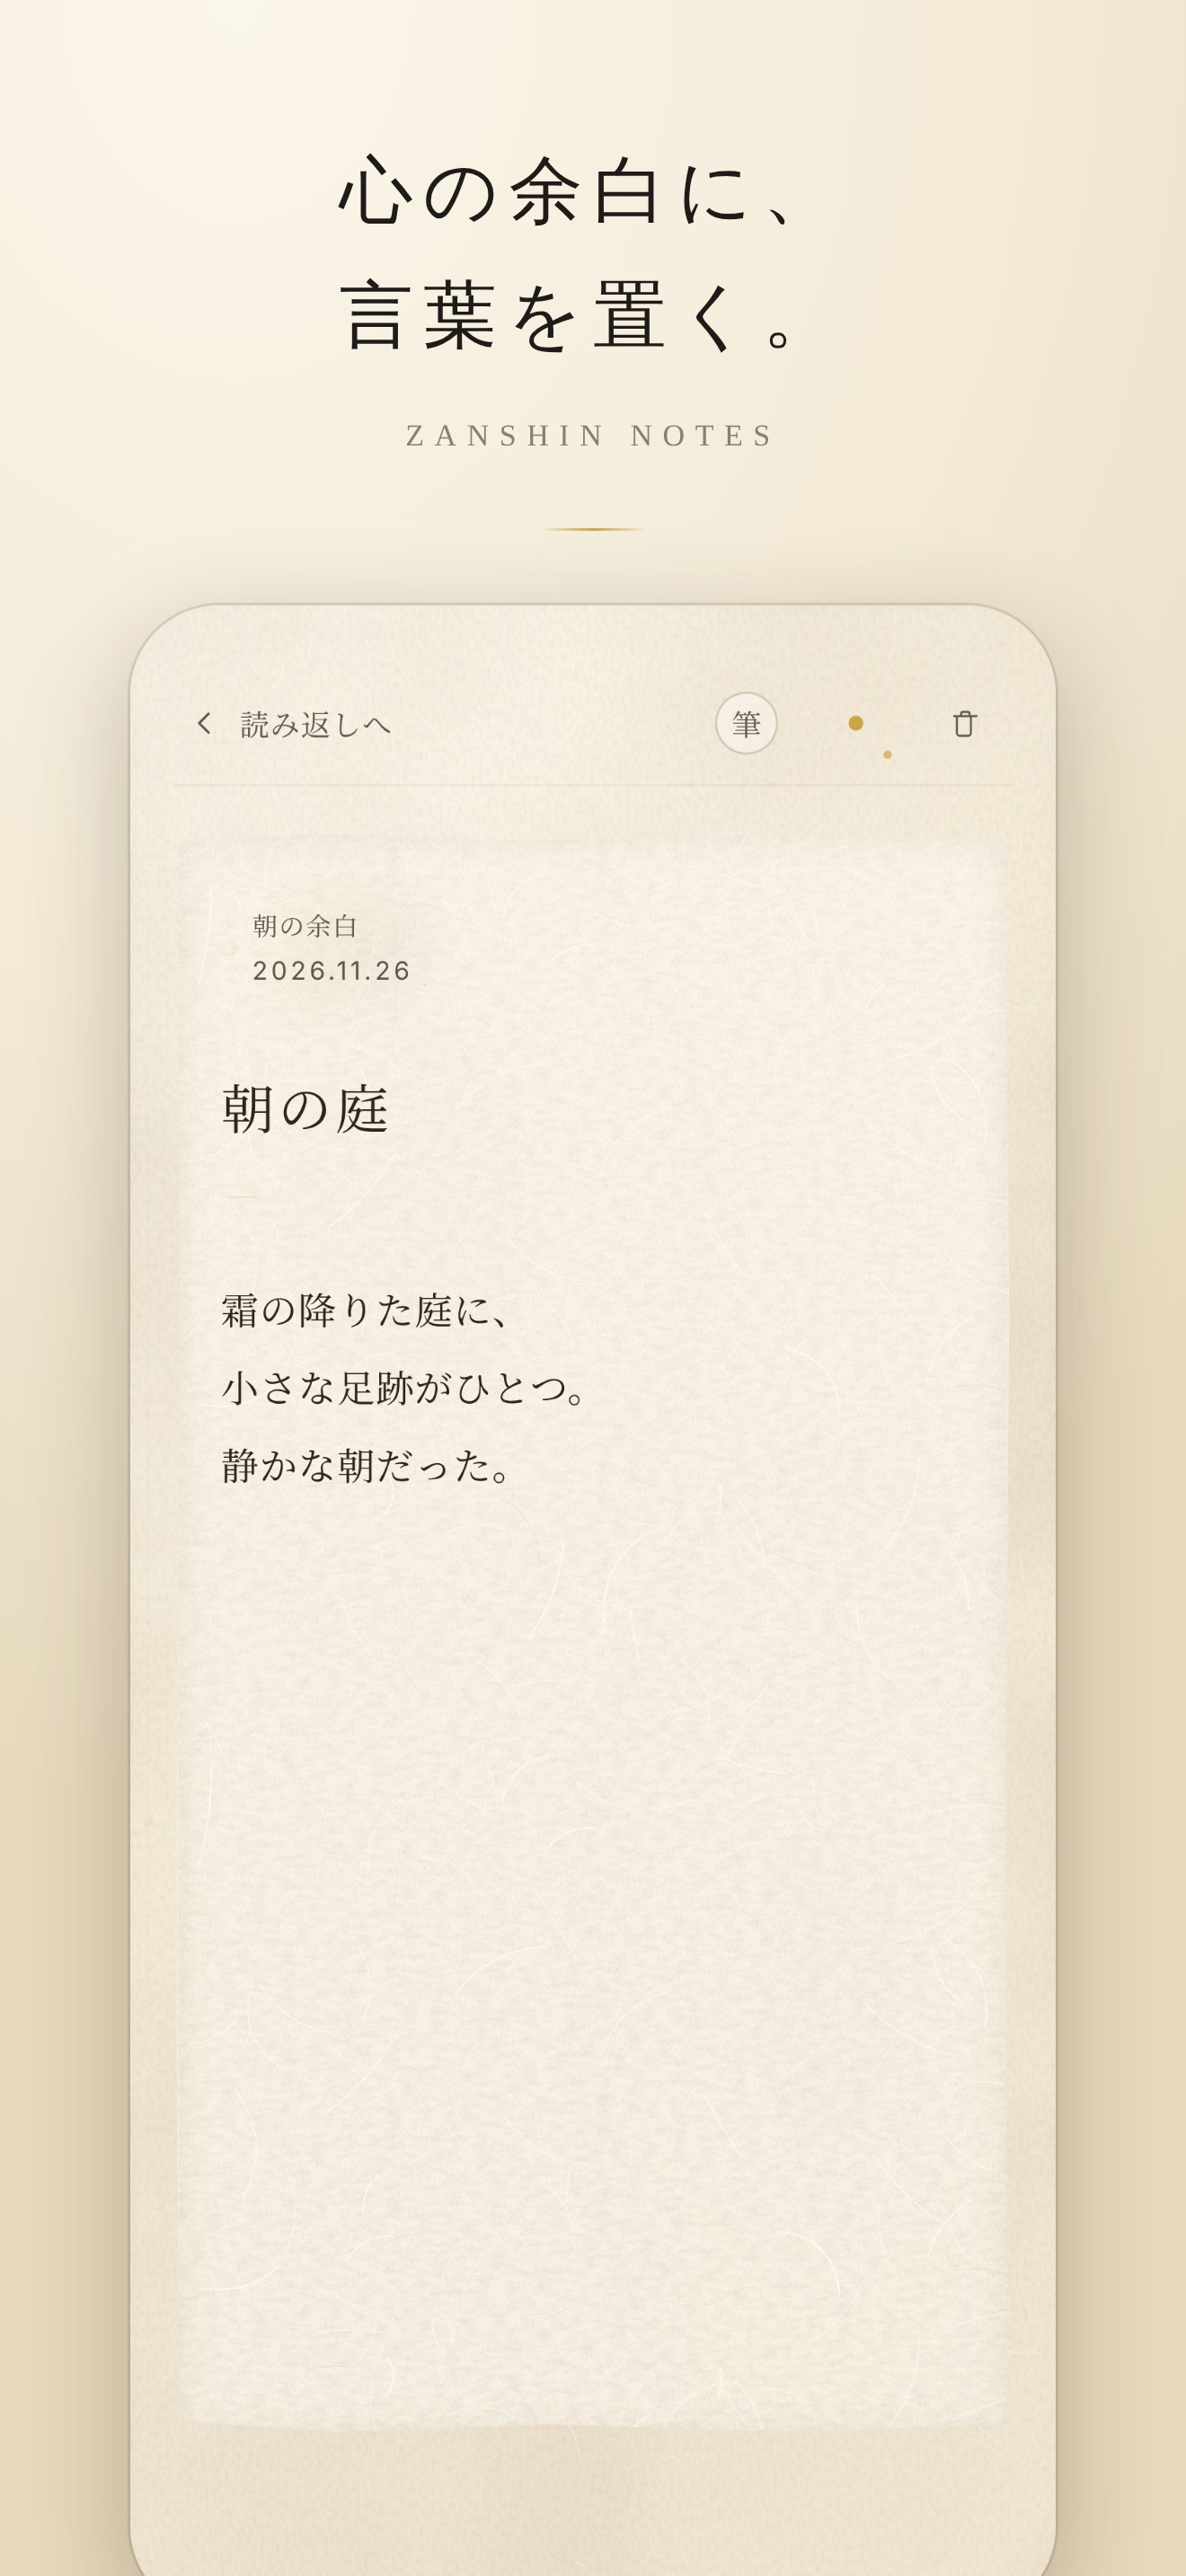 心の余白に、
言葉を置く。
ZANSHIN NOTES
読み返しへ
筆
朝の余白
2026.11.26
朝の庭
霜の降りた庭に、
小さな足跡がひとつ。
静かな朝だった。